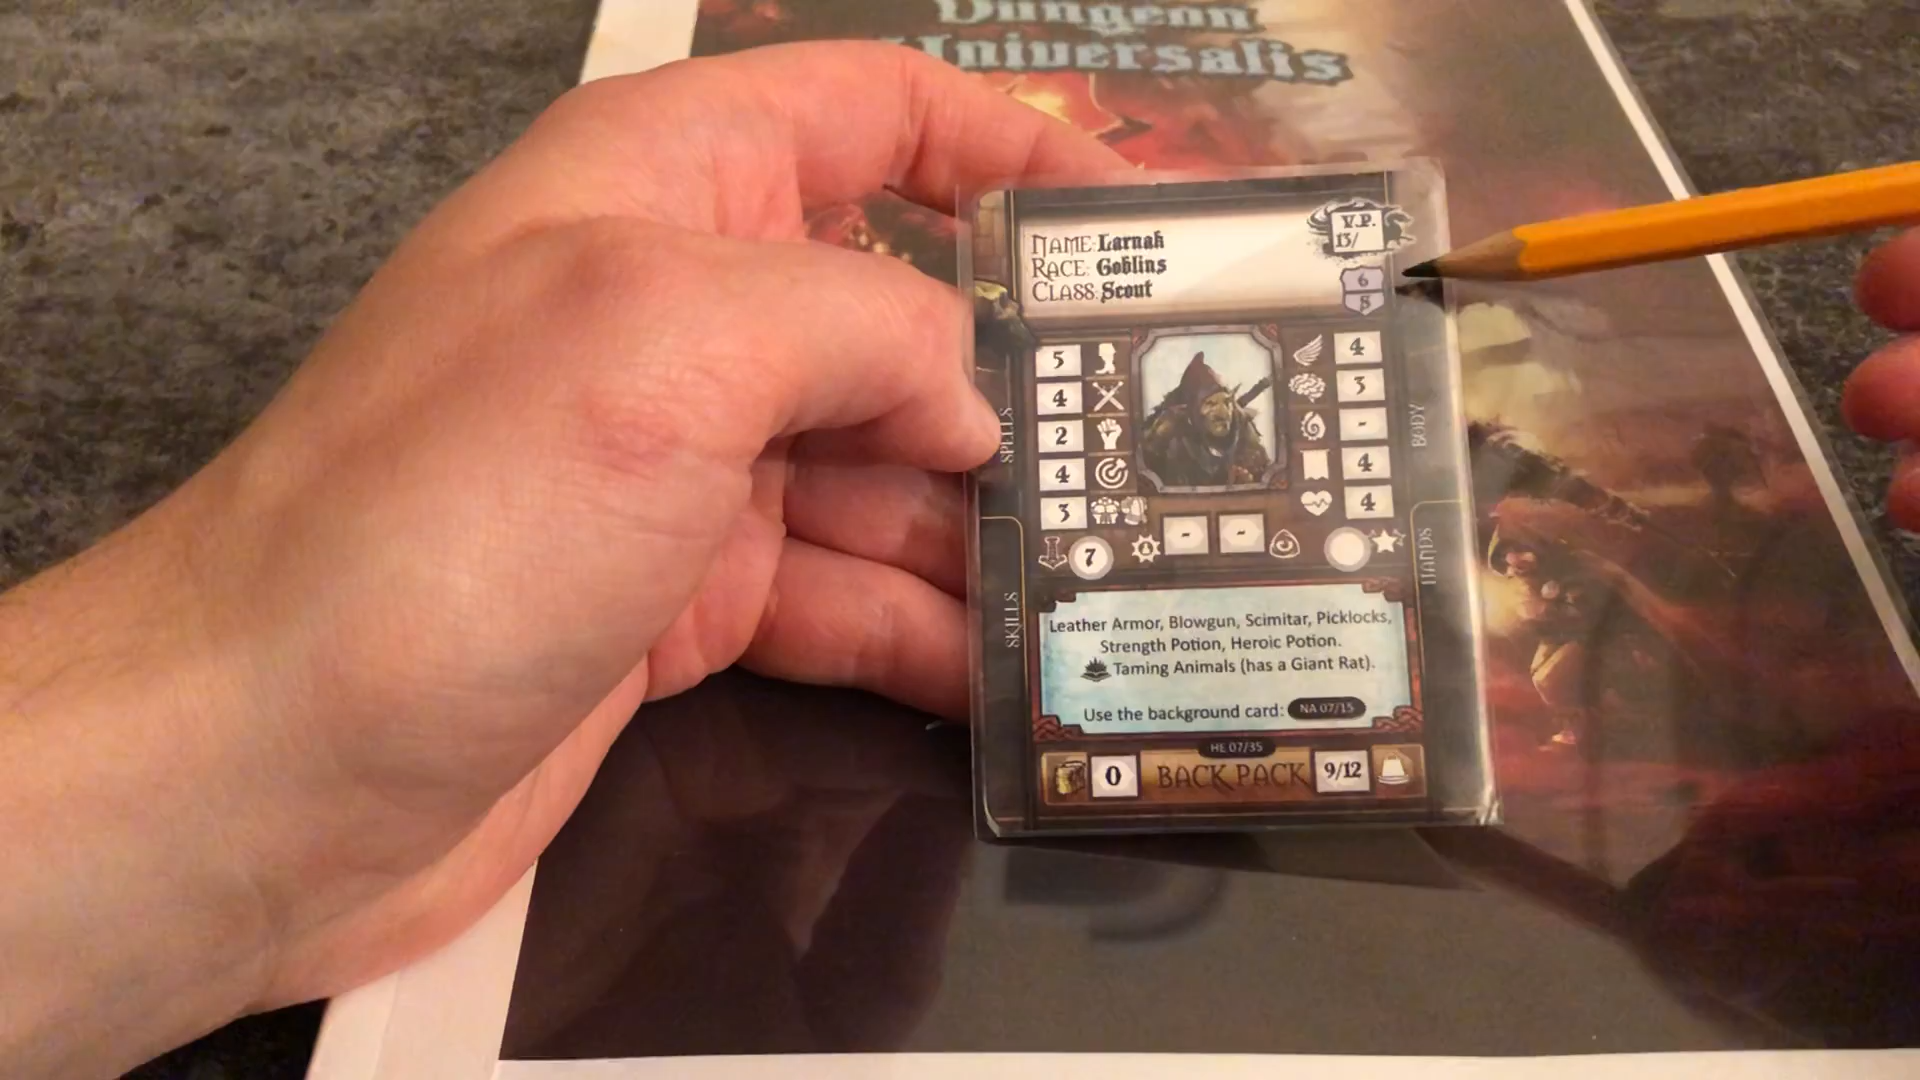 Dungeon
Universalis
NAME: Larnak
RACE: Goblins
CLASS: Scout
V.P.
13/
6
8
5
4
2
4
3
4
3
-
4
4
7
-
-
SPELLS
SKILLS
BODY
HANDS
Leather Armor, Blowgun, Scimitar, Picklocks,
Strength Potion, Heroic Potion.
Taming Animals (has a Giant Rat).
Use the background card: NA 07/15
HE 07/35
0 BACK PACK 9/12